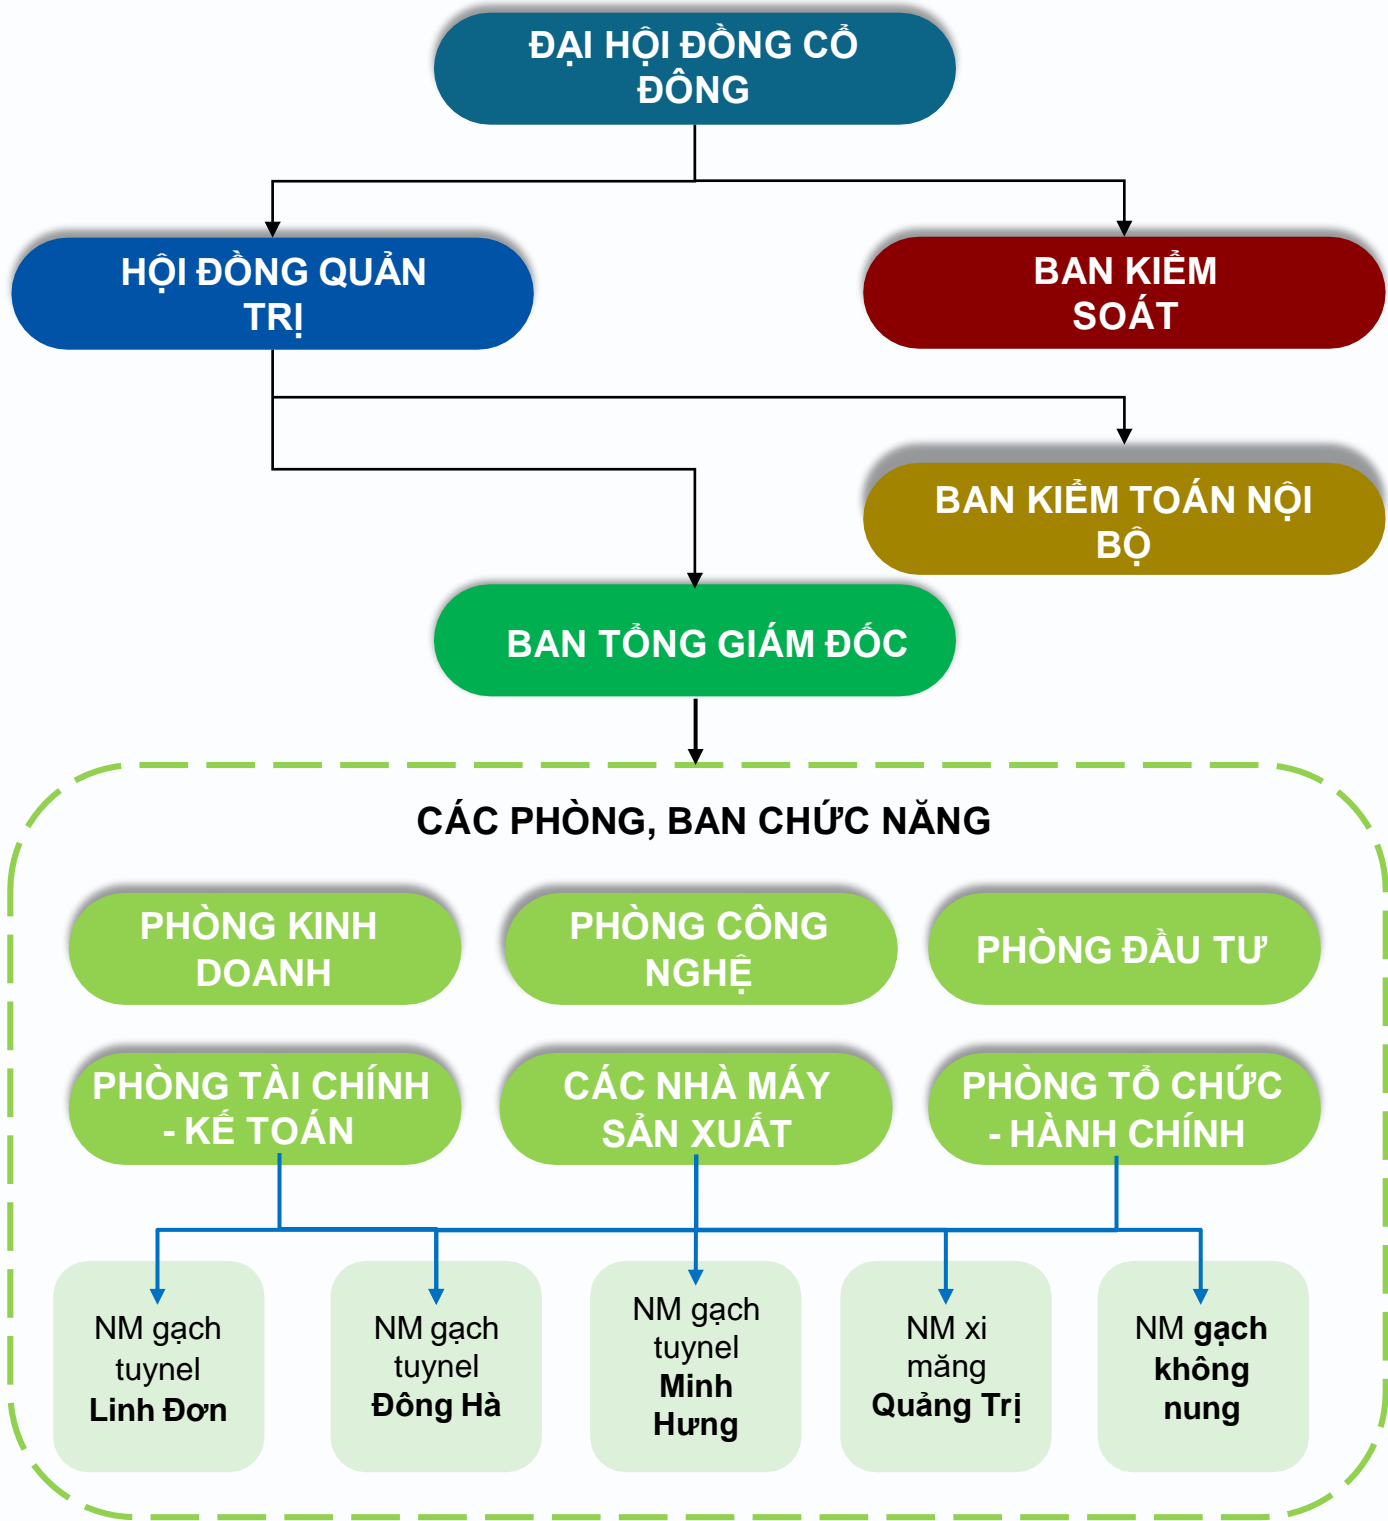 ĐẠI HỘI ĐỒNG CỔ
ĐÔNG
HỘI ĐỒNG QUẢN
TRỊ
BAN KIỂM
SOÁT
BAN KIỂM TOÁN NỘI
BỘ
BAN TỔNG GIÁM ĐỐC
CÁC PHÒNG, BAN CHỨC NĂNG
PHÒNG KINH
DOANH
PHÒNG CÔNG
NGHỆ
PHÒNG ĐẦU TƯ
PHÒNG TÀI CHÍNH
- KẾ TOÁN
CÁC NHÀ MÁY
SẢN XUẤT
PHÒNG TỔ CHỨC
- HÀNH CHÍNH
NM gạch
tuynel
Linh Đơn
NM gạch
tuynel
Đông Hà
NM gạch
tuynel
Minh
Hưng
NM xi
măng
Quảng Trị
NM gạch
không
nung